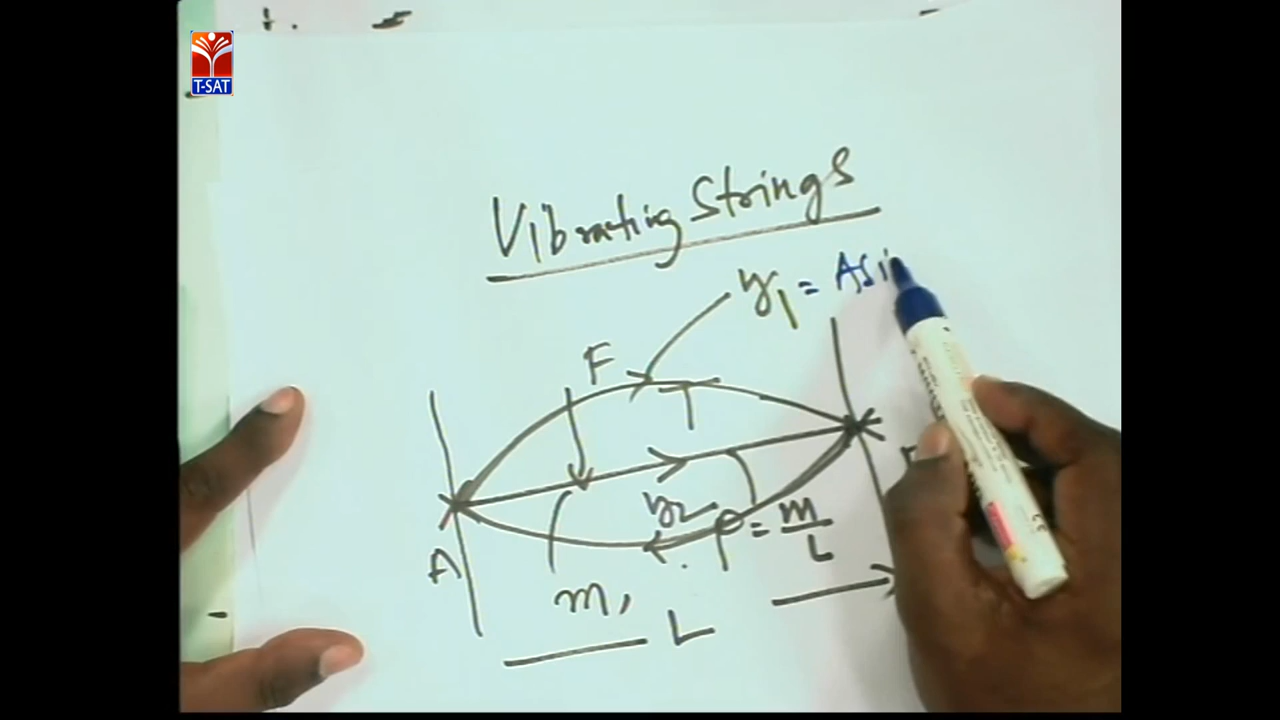 T-SAT
Vibrating Strings
y₁ = Asi
F
T
y₂
ρ = m/L
A
m,
L